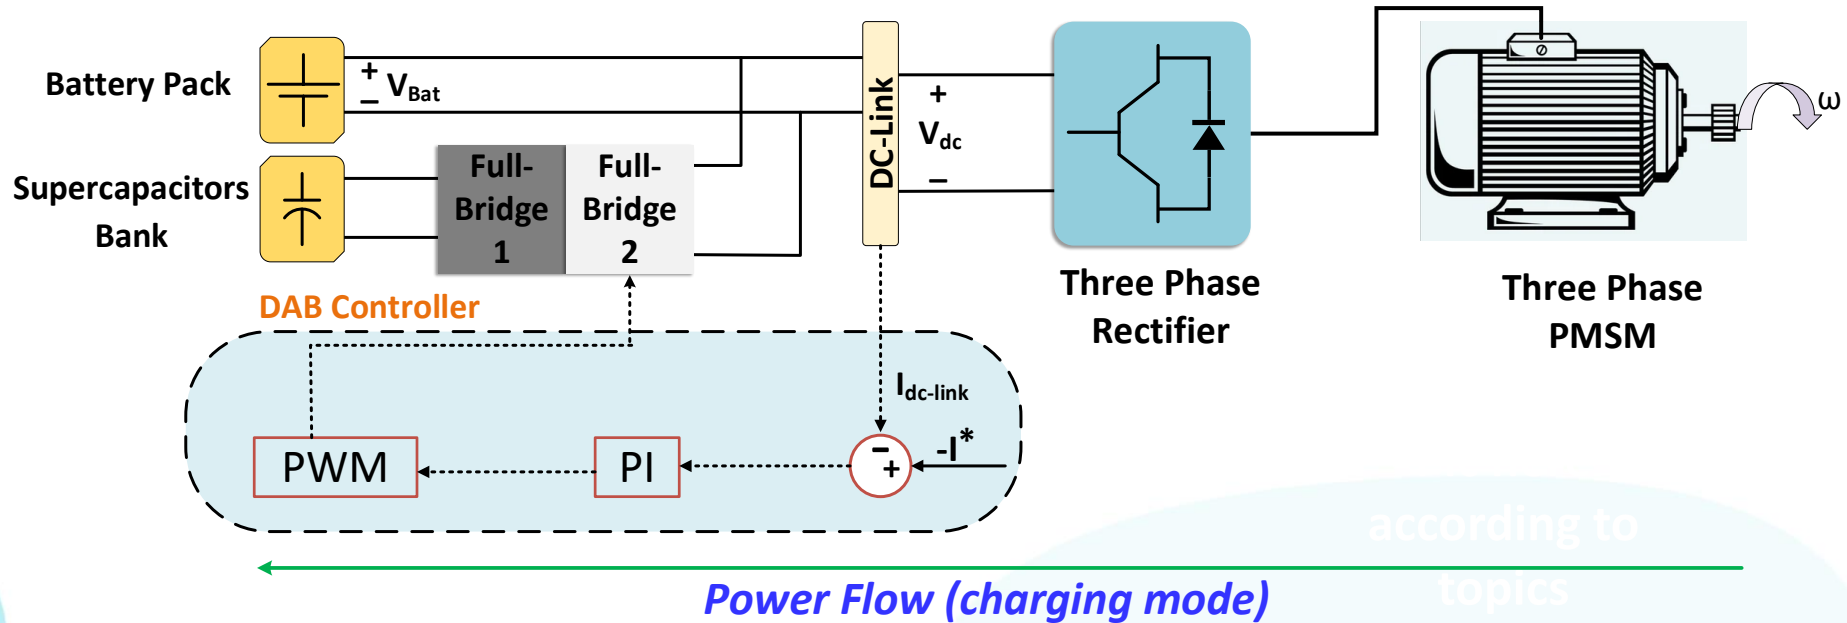 Battery Pack
+
−
V_Bat
DC-Link
+
V_dc
−
ω
Supercapacitors
Bank
Full-
Bridge
1
Full-
Bridge
2
Three Phase
Rectifier
Three Phase
PMSM
DAB Controller
I_dc-link
PWM
PI
−
+
-I*
according to
topics
Power Flow (charging mode)